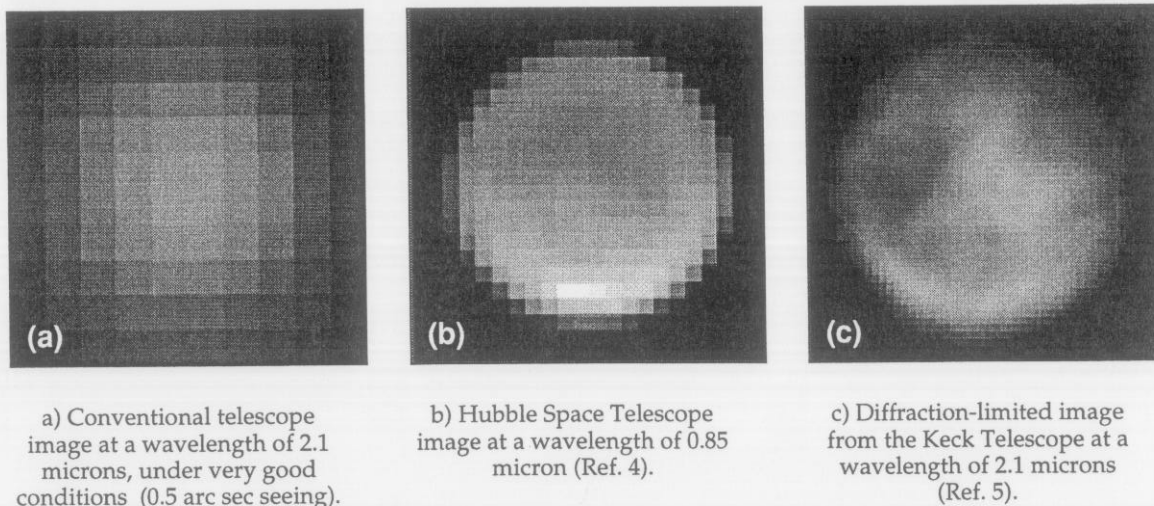 (a)
(b)
(c)
a) Conventional telescope
image at a wavelength of 2.1
microns, under very good
conditions (0.5 arc sec seeing).
b) Hubble Space Telescope
image at a wavelength of 0.85
micron (Ref. 4).
c) Diffraction-limited image
from the Keck Telescope at a
wavelength of 2.1 microns
(Ref. 5).